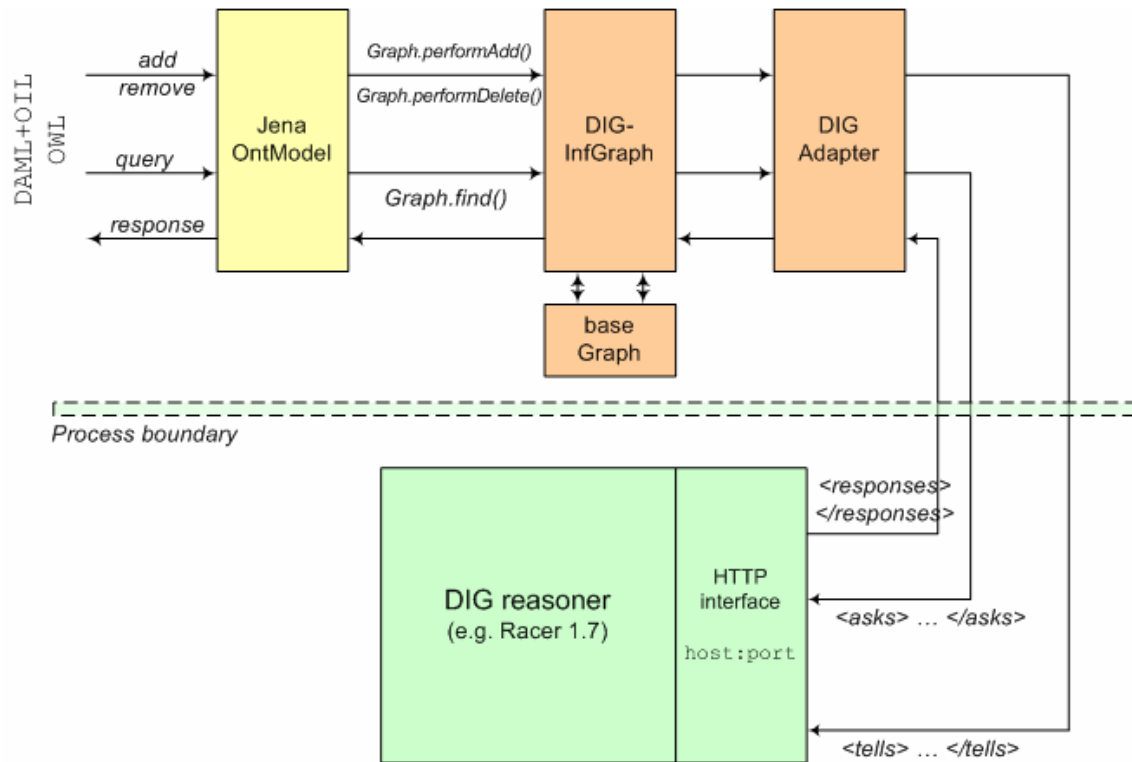 DAML+OIL
OWL
add
remove
query
response
Jena
OntModel
Graph.performAdd()
Graph.performDelete()
Graph.find()
DIG-
InfGraph
DIG
Adapter
base
Graph
Process boundary
DIG reasoner
(e.g. Racer 1.7)
HTTP
interface
host:port
<responses>
</responses>
<asks> ... </asks>
<tells> ... </tells>